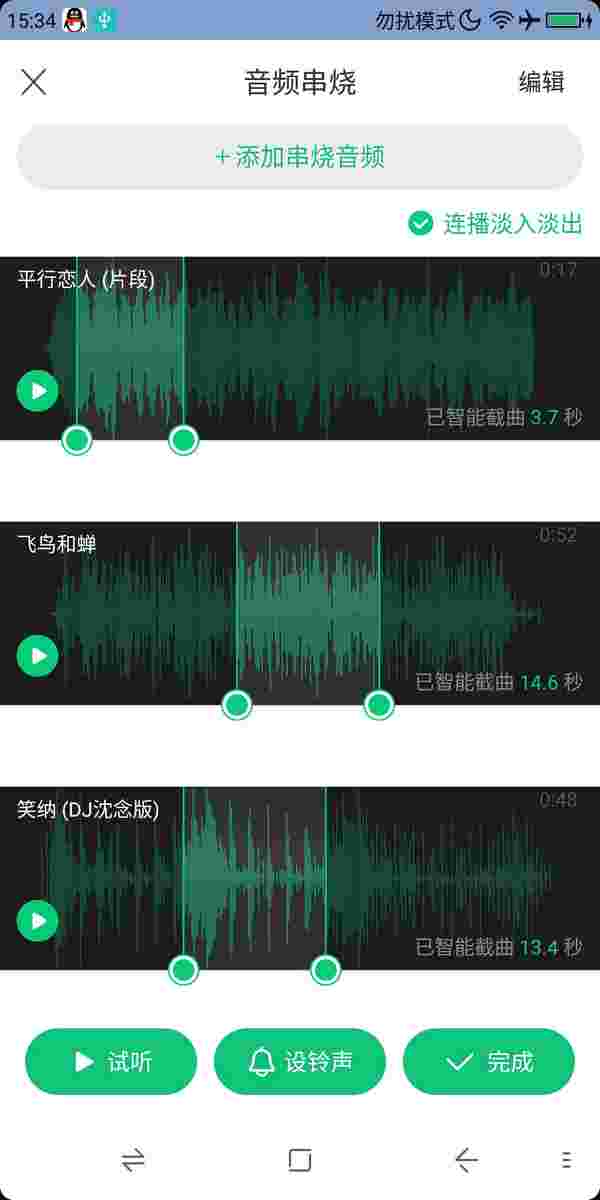 15:34 勿扰模式
音频串烧 编辑
+添加串烧音频
连播淡入淡出
平行恋人 (片段) 0:17
已智能截曲 3.7 秒
飞鸟和蝉 0:52
已智能截曲 14.6 秒
笑纳 (DJ沈念版) 0:48
已智能截曲 13.4 秒
试听 设铃声 完成